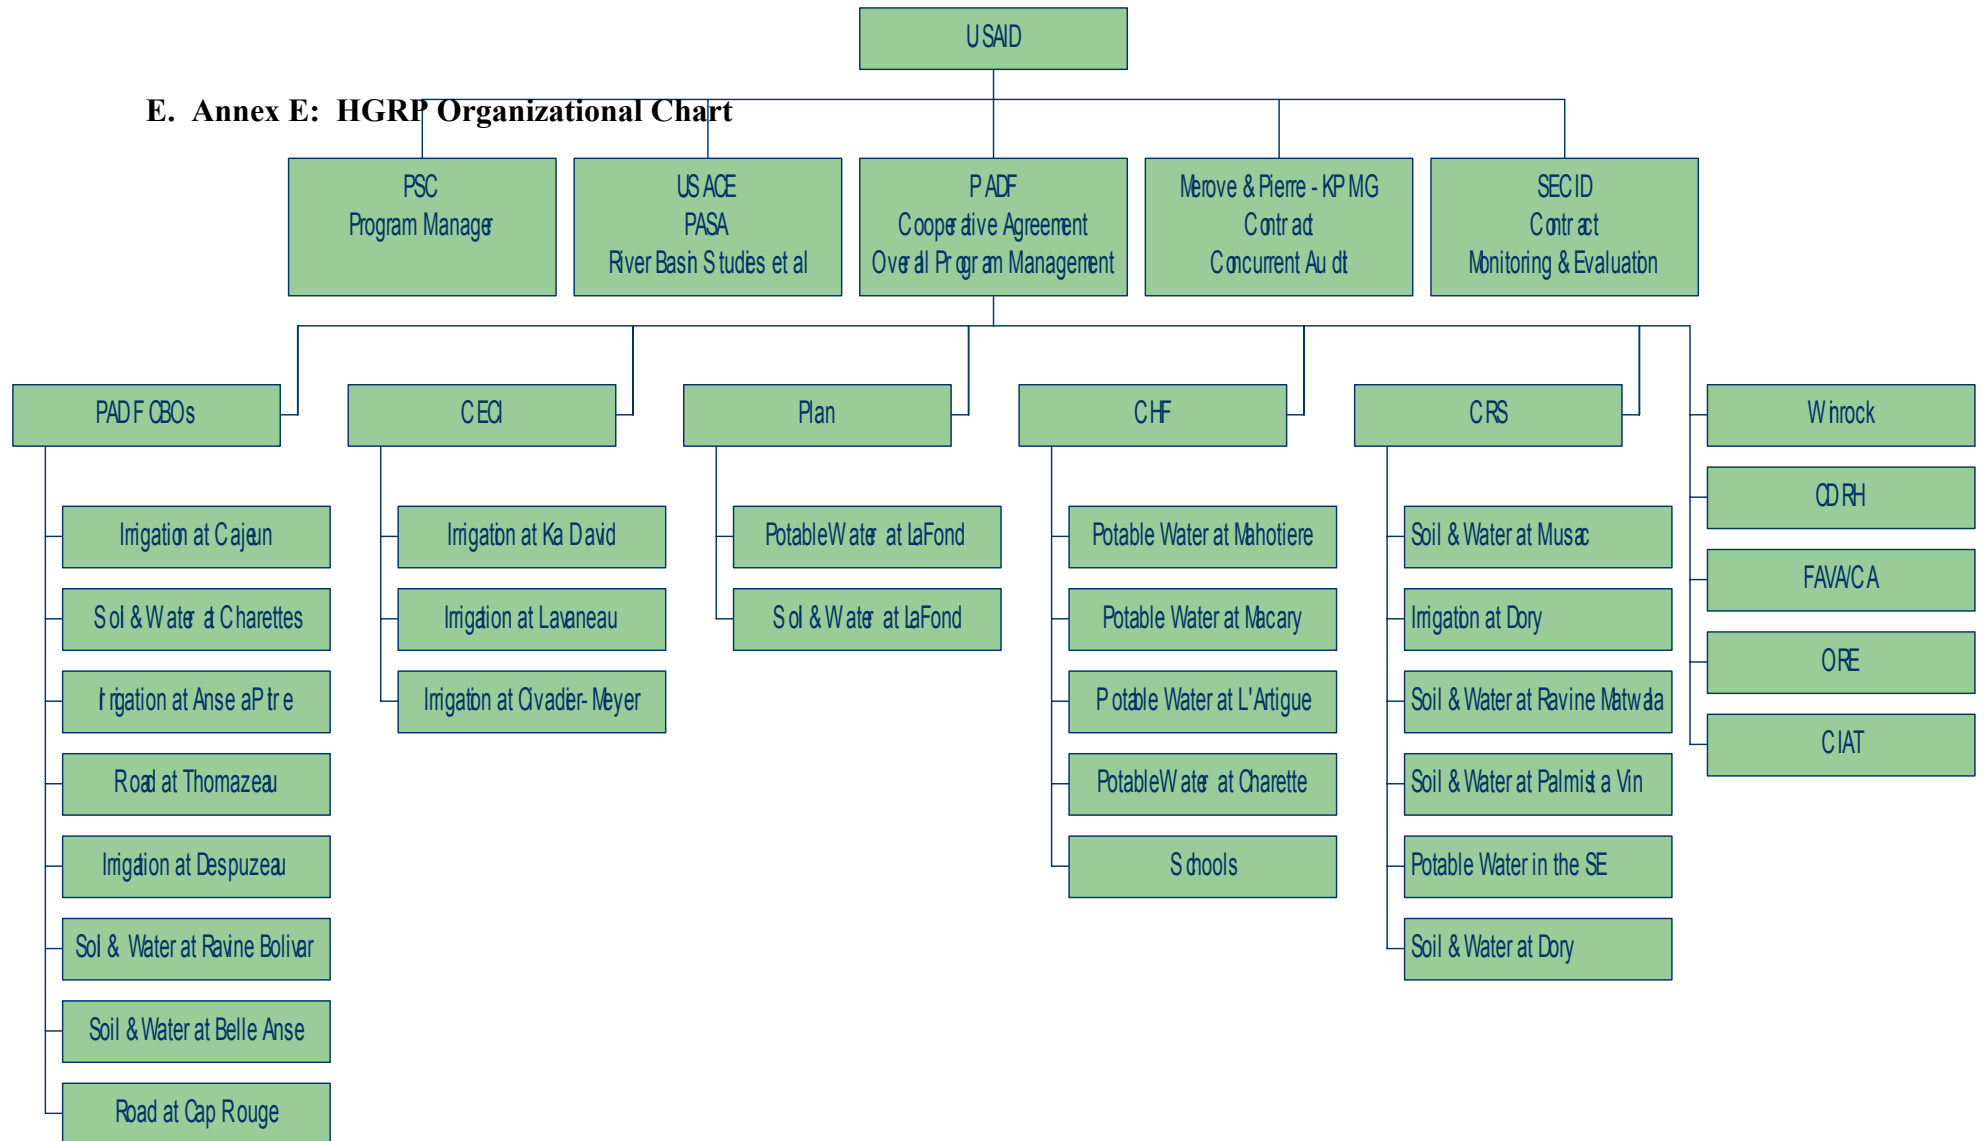 USAID
E. Annex E: HGRP Organizational Chart
PSC
Program Manager
USACE
PASA
River Basin Studies et al
PADF
Cooperative Agreement
Overall Program Management
Merove & Pierre - KPMG
Contract
Concurrent Audit
SECID
Contract
Monitoring & Evaluation
PADF CBOs
CECI
Plan
CHF
CRS
Winrock
CDRH
FAVA/CA
ORE
CIAT
Irrigation at Cajeun
Soil & Water at Charettes
Irrigation at Anse a Pitre
Road at Thomazeau
Irrigation at Despuzeau
Soil & Water at Ravine Bolivar
Soil & Water at Belle Anse
Road at Cap Rouge
Irrigation at Ka David
Irrigation at Lavaneau
Irrigation at Civadier-Meyer
Potable Water at LaFond
Soil & Water at LaFond
Potable Water at Mahotiere
Potable Water at Macary
Potable Water at L'Artigue
Potable Water at Charette
Schools
Soil & Water at Musac
Irrigation at Dory
Soil & Water at Ravine Matwala
Soil & Water at Palmist a Vin
Potable Water in the SE
Soil & Water at Dory